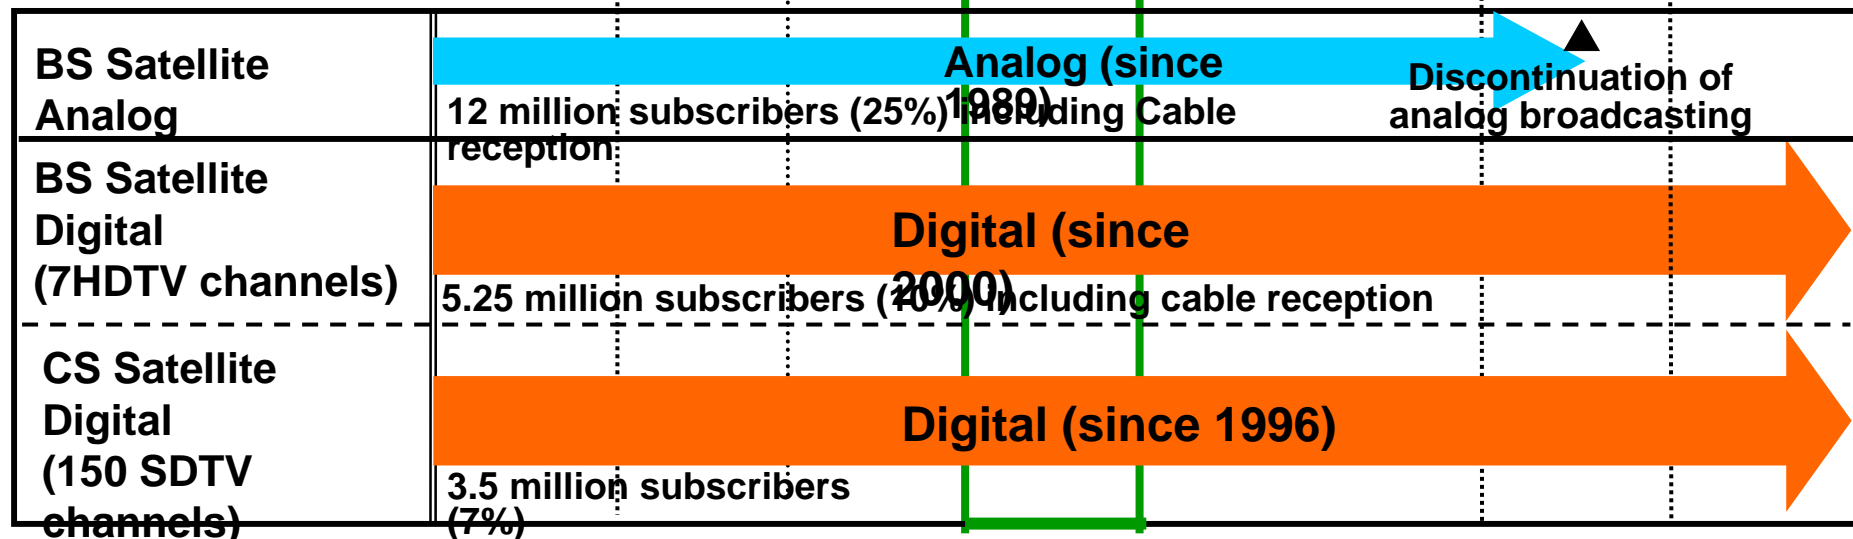 BS Satellite
Analog
Analog (since
1989)
12 million subscribers (25%) including Cable
reception
Discontinuation of
analog broadcasting
BS Satellite
Digital
(7HDTV channels)
Digital (since
2000)
5.25 million subscribers (10%) including cable reception
CS Satellite
Digital
(150 SDTV
channels)
Digital (since 1996)
3.5 million subscribers
(7%)